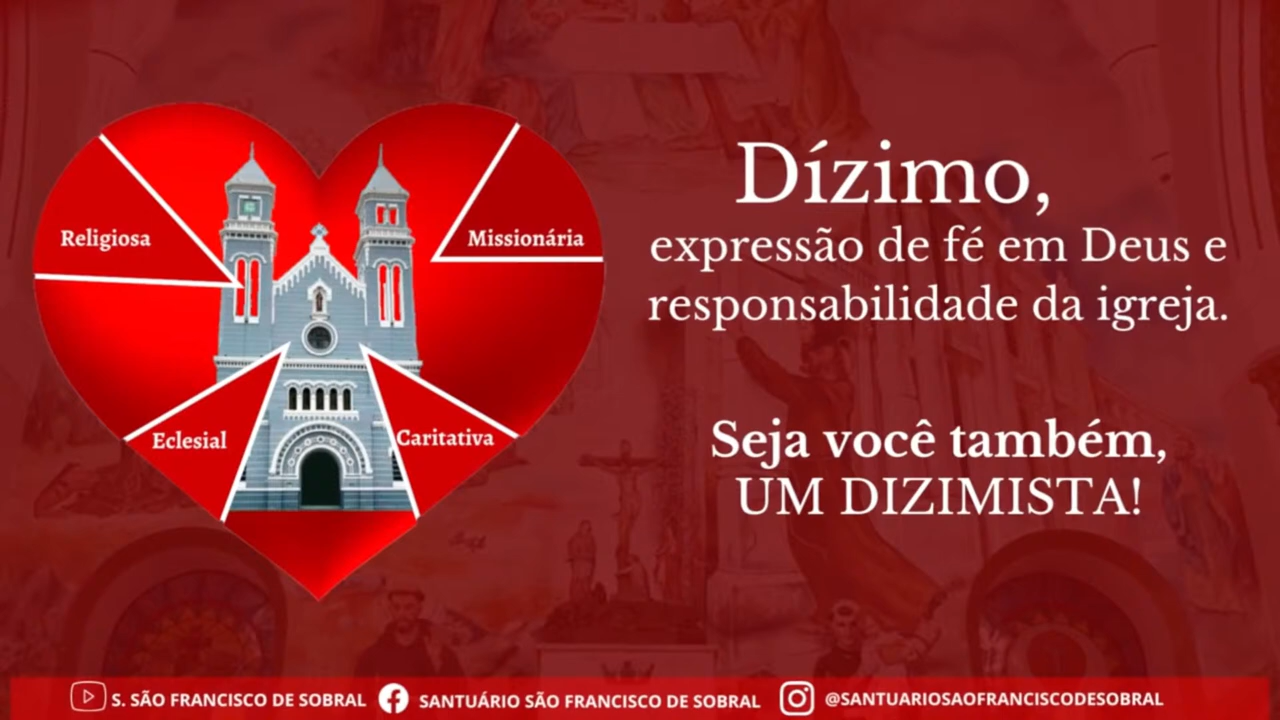 Religiosa
Missionária
Eclesial
Caritativa
Dízimo,
expressão de fé em Deus e
responsabilidade da igreja.
Seja você também,
UM DIZIMISTA!
S. SÃO FRANCISCO DE SOBRAL
SANTUÁRIO SÃO FRANCISCO DE SOBRAL
@SANTUARIOSAOFRANCISCODESOBRAL